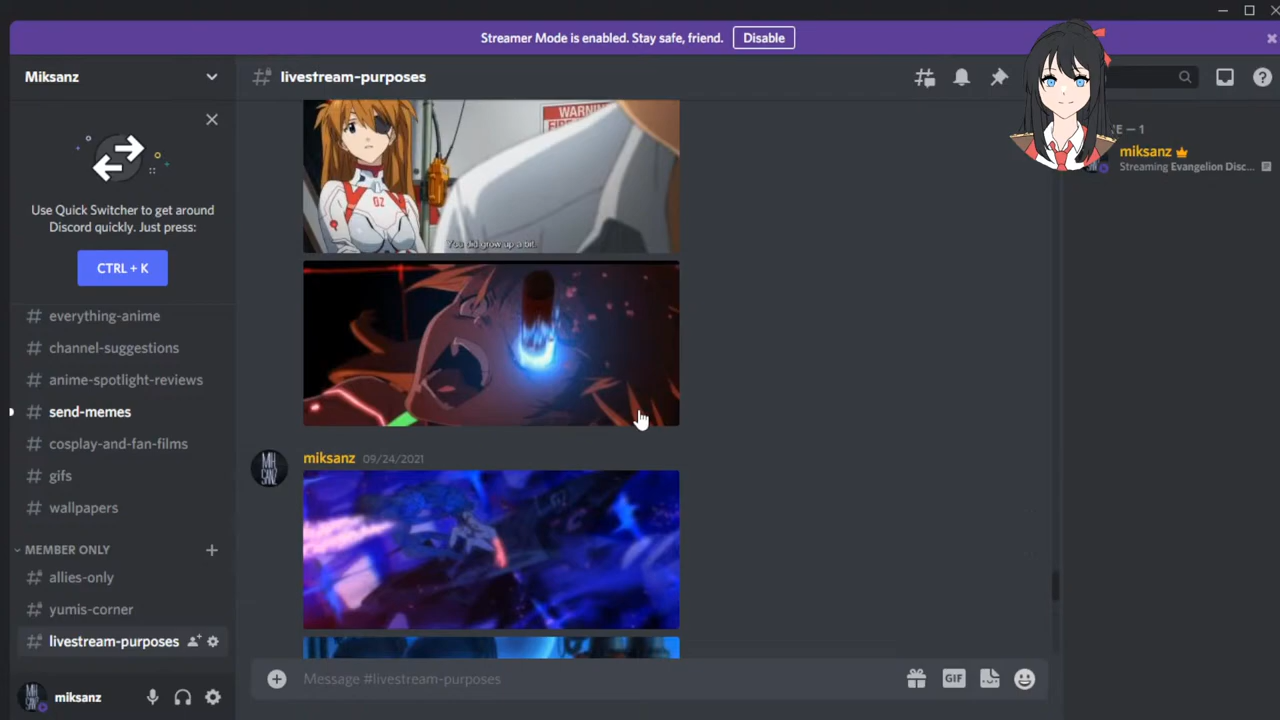 Streamer Mode is enabled. Stay safe, friend.
Disable
Miksanz
livestream-purposes
Use Quick Switcher to get around
Discord quickly. Just press:
CTRL + K
everything-anime
channel-suggestions
anime-spotlight-reviews
send-memes
cosplay-and-fan-films
gifs
wallpapers
MEMBER ONLY
allies-only
yumis-corner
livestream-purposes
miksanz
WARNING
02
You did grow up a bit.
miksanz 09/24/2021
MIK
SANZ
Message #livestream-purposes
GIF
E — 1
miksanz
Streaming Evangelion Disc...